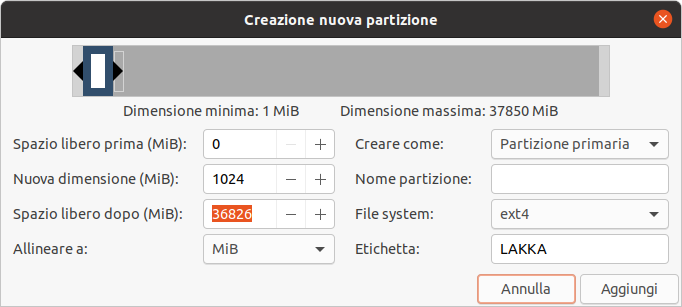 Creazione nuova partizione
Dimensione minima: 1 MiB Dimensione massima: 37850 MiB
Spazio libero prima (MiB): 0 Creare come: Partizione primaria
Nuova dimensione (MiB): 1024 Nome partizione:
Spazio libero dopo (MiB): 36826 File system: ext4
Allineare a: MiB Etichetta: LAKKA
Annulla Aggiungi